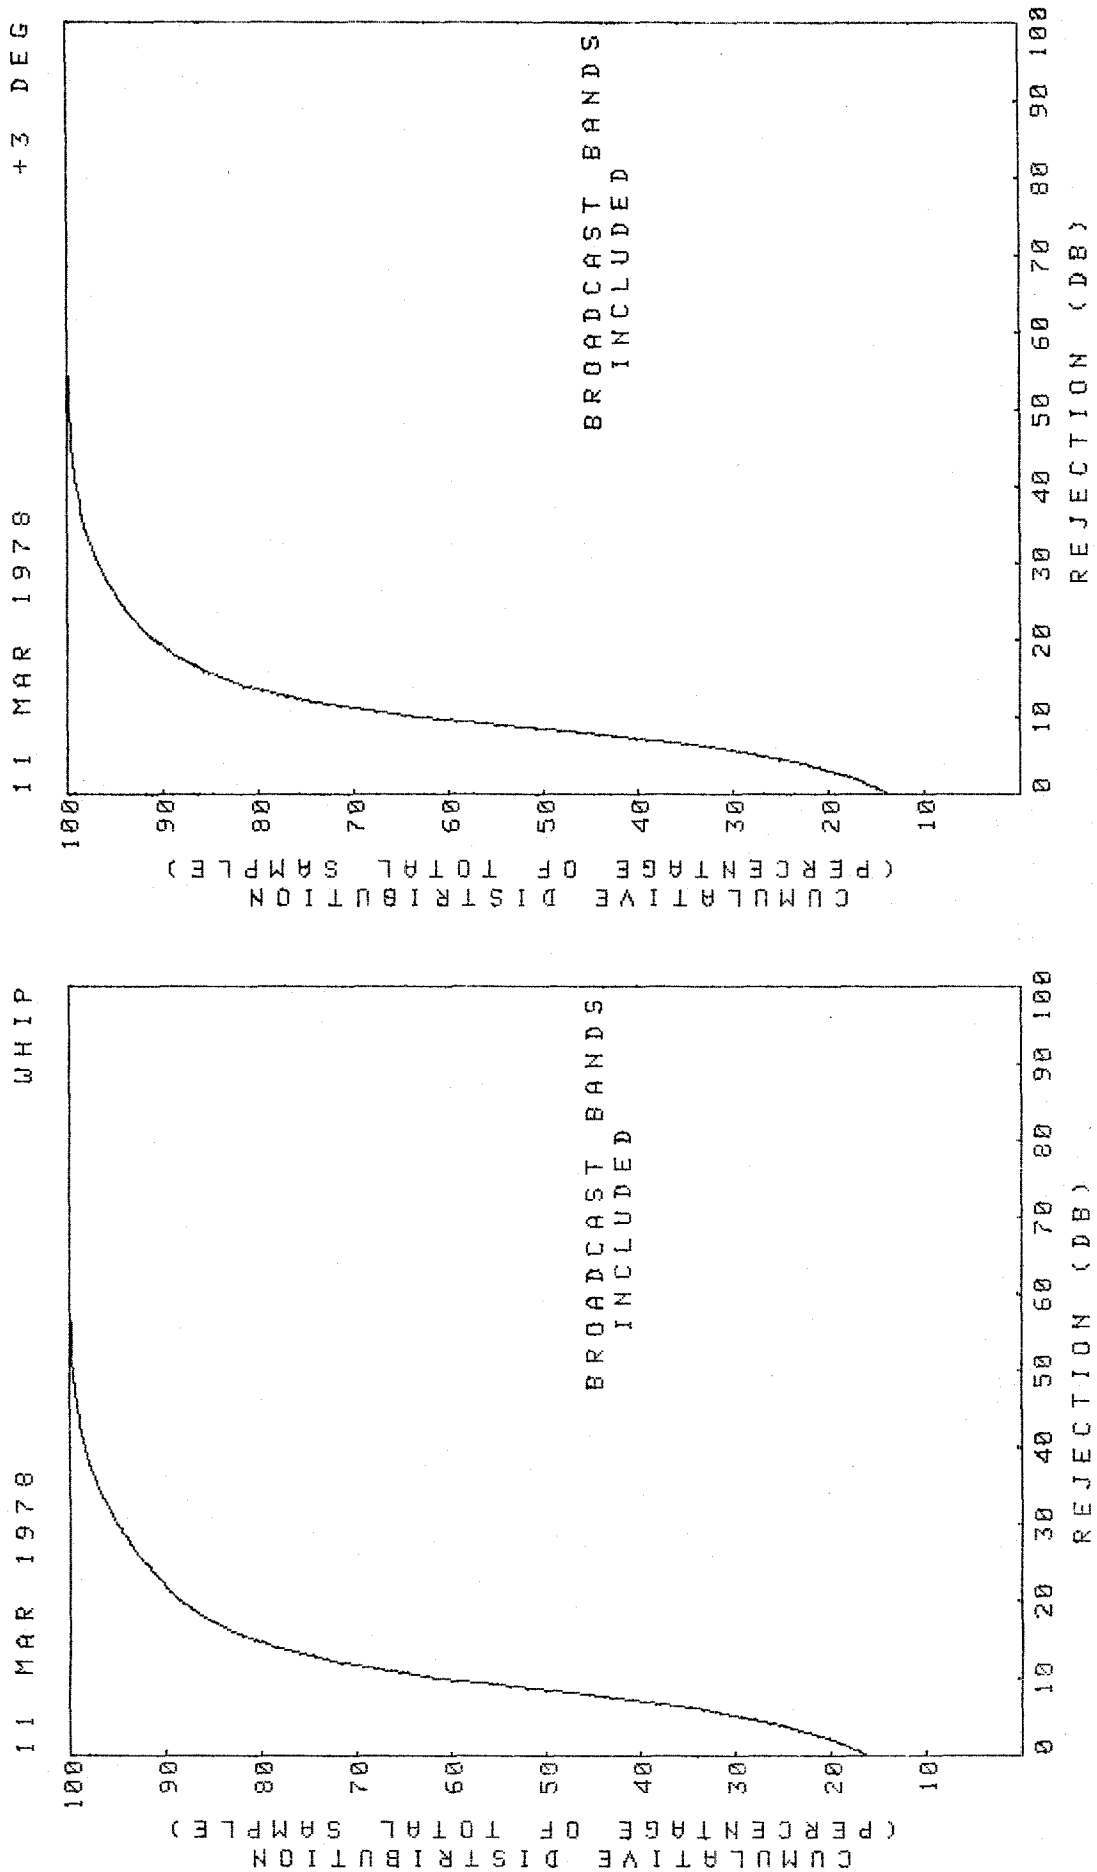 11 MAR 1978 WHIP
CUMULATIVE DISTRIBUTION
(PERCENTAGE OF TOTAL SAMPLE)
100
90
80
70
60
50
40
30
20
10
BROADCAST BANDS
INCLUDED
0 10 20 30 40 50 60 70 80 90 100
REJECTION (DB)
11 MAR 1978 +3 DEG
CUMULATIVE DISTRIBUTION
(PERCENTAGE OF TOTAL SAMPLE)
100
90
80
70
60
50
40
30
20
10
BROADCAST BANDS
INCLUDED
0 10 20 30 40 50 60 70 80 90 100
REJECTION (DB)